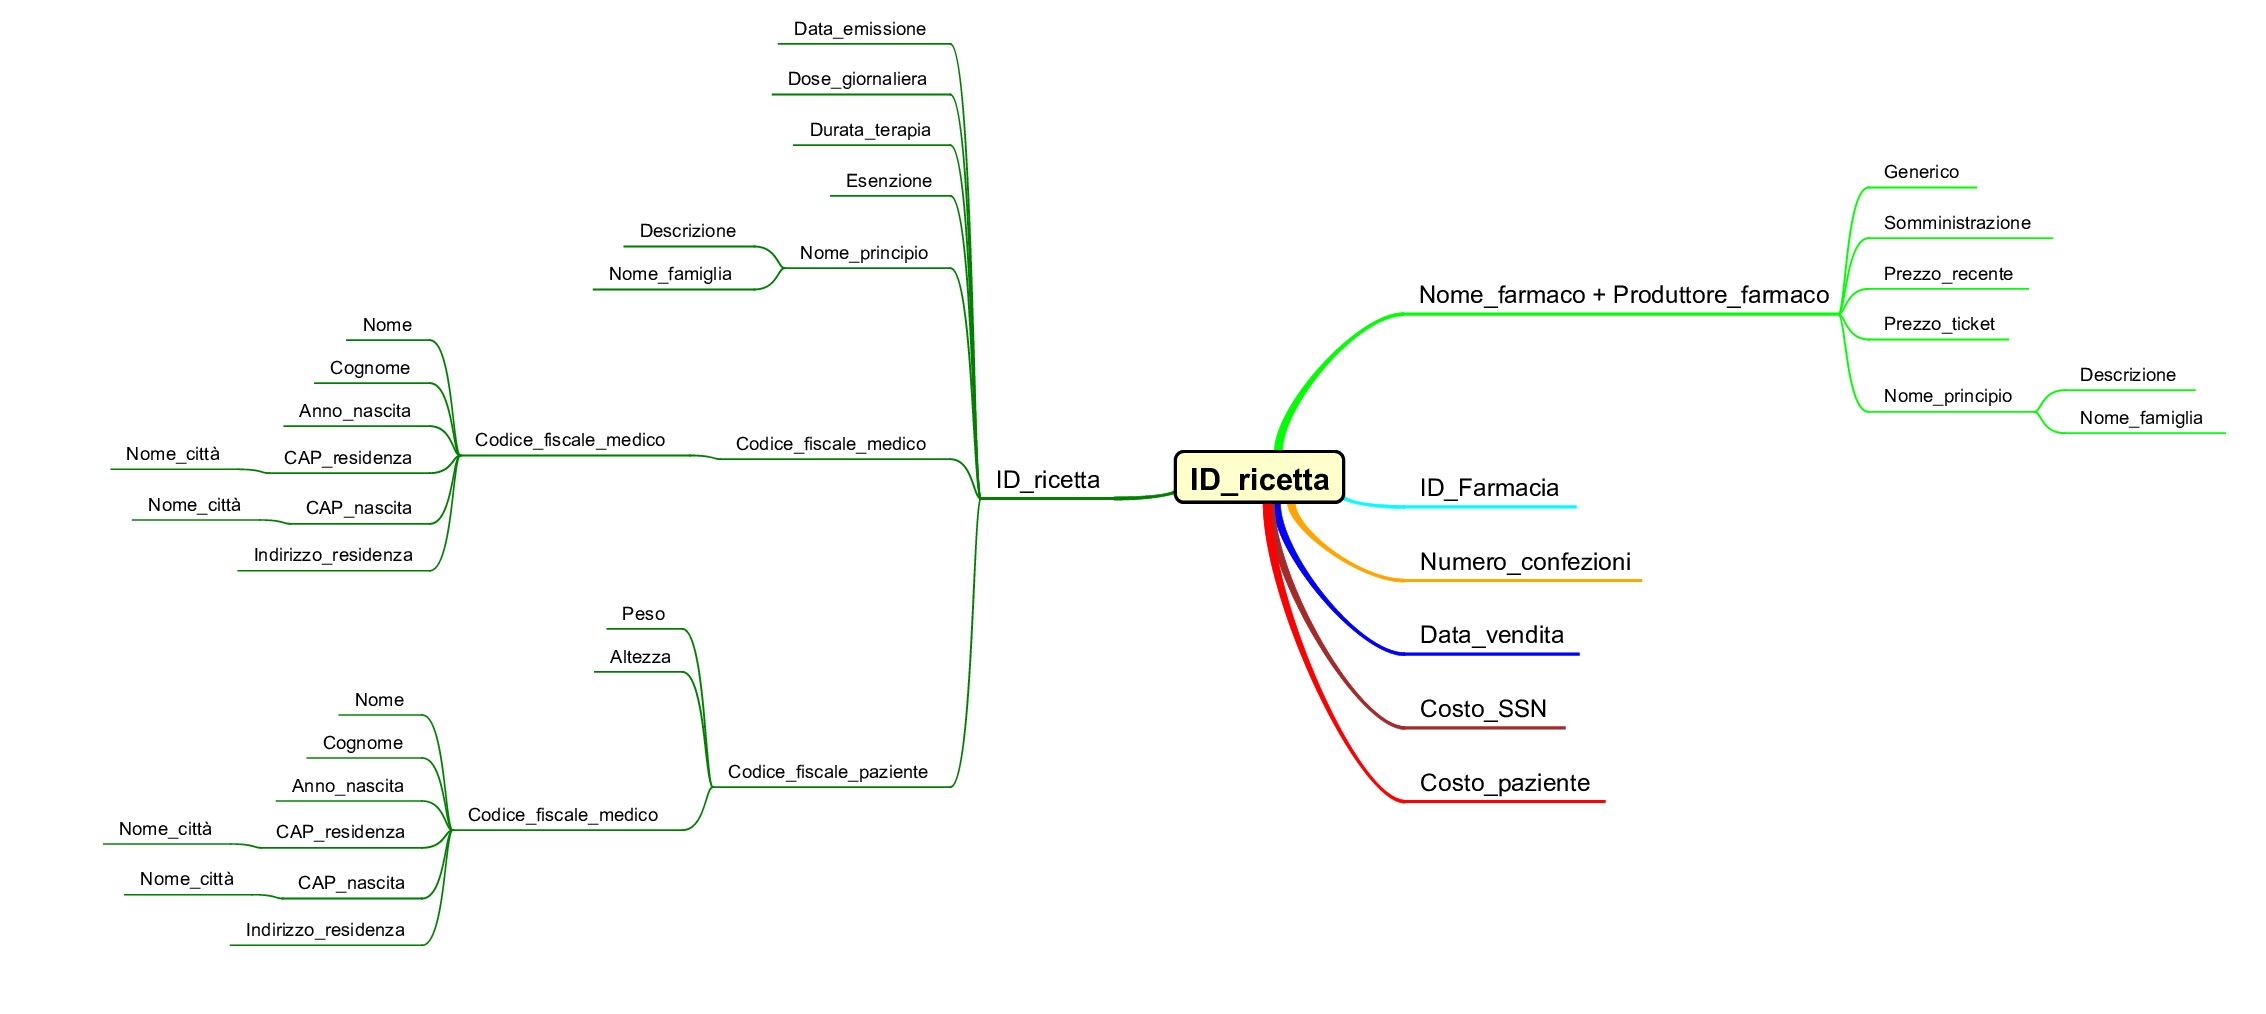 Data_emissione
Dose_giornaliera
Durata_terapia
Esenzione
Descrizione
Nome_famiglia
Nome_principio
Nome
Cognome
Anno_nascita
Nome_città
CAP_residenza
Nome_città
CAP_nascita
Indirizzo_residenza
Codice_fiscale_medico
Codice_fiscale_medico
Peso
Altezza
Nome
Cognome
Anno_nascita
Nome_città
CAP_residenza
Nome_città
CAP_nascita
Indirizzo_residenza
Codice_fiscale_medico
Codice_fiscale_paziente
ID_ricetta
ID_ricetta
Nome_farmaco + Produttore_farmaco
Generico
Somministrazione
Prezzo_recente
Prezzo_ticket
Nome_principio
Descrizione
Nome_famiglia
ID_Farmacia
Numero_confezioni
Data_vendita
Costo_SSN
Costo_paziente